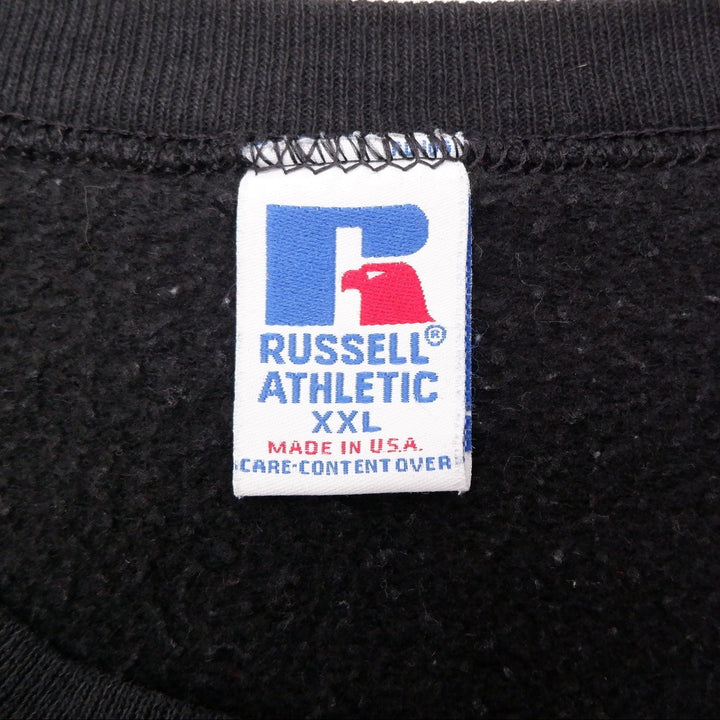 R
RUSSELL®
ATHLETIC
XXL
MADE IN U.S.A.
CARE-CONTENT OVER